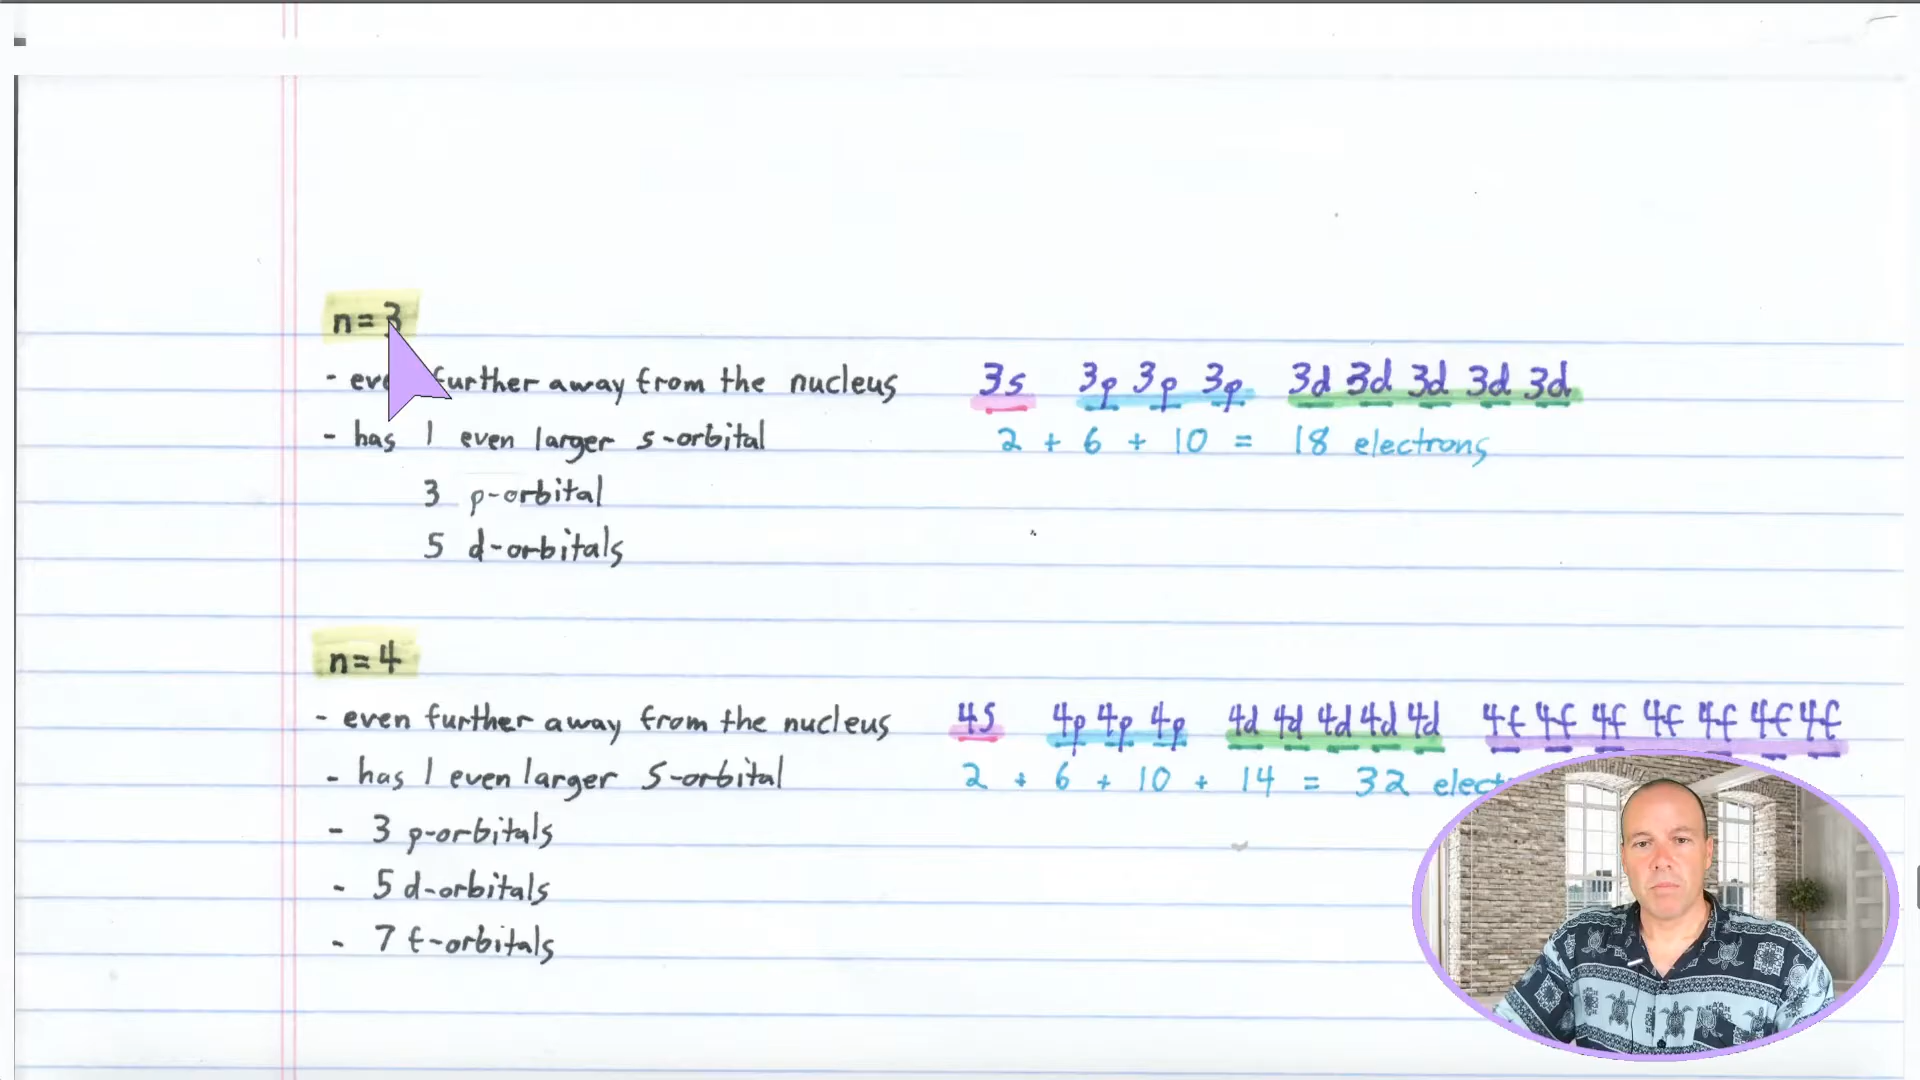 n=3
- even further away from the nucleus
3s 3p 3p 3p 3d 3d 3d 3d 3d
- has 1 even larger s-orbital
2 + 6 + 10 = 18 electrons
3 p-orbital
5 d-orbitals
n=4
- even further away from the nucleus
4s 4p 4p 4p 4d 4d 4d 4d 4d 4f 4f 4f 4f 4f 4f 4f
- has 1 even larger s-orbital
2 + 6 + 10 + 14 = 32 elect
- 3 p-orbitals
- 5 d-orbitals
- 7 f-orbitals